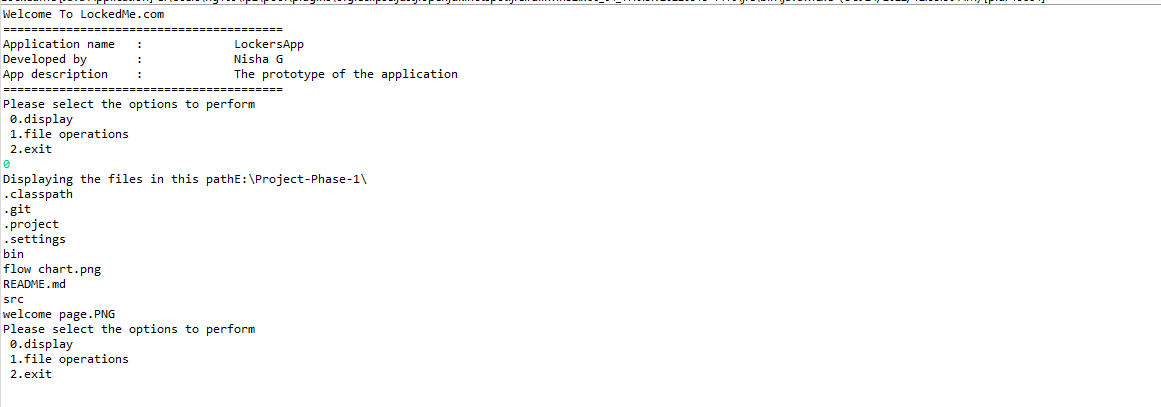 Welcome To LockedMe.com
========================================
Application name   :             LockersApp
Developed by       :             Nisha G
App description    :             The prototype of the application
========================================
Please select the options to perform
 0.display
 1.file operations
 2.exit
0
Displaying the files in this pathE:\Project-Phase-1\
.classpath
.git
.project
.settings
bin
flow chart.png
README.md
src
welcome page.PNG
Please select the options to perform
 0.display
 1.file operations
 2.exit